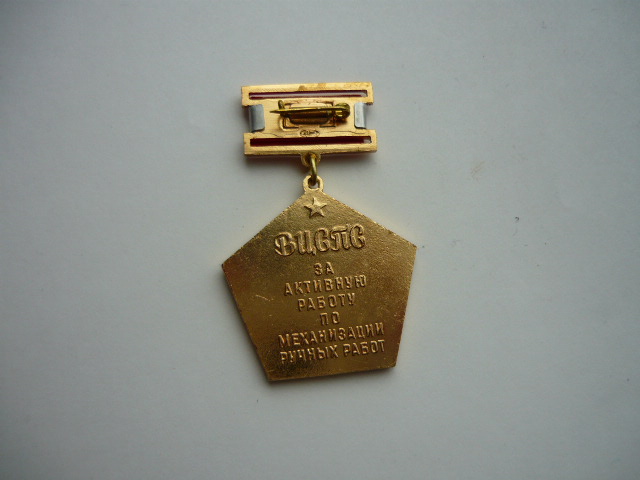 ВЦСПС
ЗА
АКТИВНУЮ
РАБОТУ
ПО
МЕХАНИЗАЦИИ
РУЧНЫХ РАБОТ